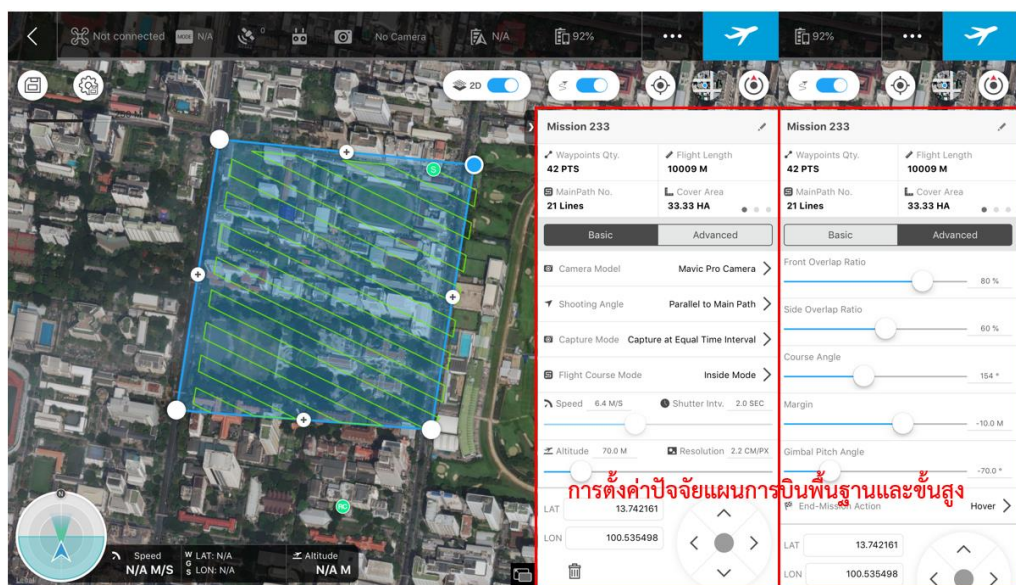 Not connected MODE N/A 0 No Camera N/A 92% ••• 92% •••
2D
Mission 233
Waypoints Qty. Flight Length
42 PTS 10009 M
MainPath No. Cover Area
21 Lines 33.33 HA
Basic Advanced
Camera Model Mavic Pro Camera
Shooting Angle Parallel to Main Path
Capture Mode Capture at Equal Time Interval
Flight Course Mode Inside Mode
Speed 6.4 M/S Shutter Intv. 2.0 SEC
Altitude 70.0 M Resolution 2.2 CM/PX
LAT 13.742161
LON 100.535498
Mission 233
Waypoints Qty. Flight Length
42 PTS 10009 M
MainPath No. Cover Area
21 Lines 33.33 HA
Basic Advanced
Front Overlap Ratio
80 %
Side Overlap Ratio
60 %
Course Angle
154 °
Margin
-10.0 M
Gimbal Pitch Angle
-70.0 °
End-Mission Action Hover
LAT 13.742161
LON 100.535498
การตั้งค่าปัจจัยแผนการบินพื้นฐานและขั้นสูง
S
RC
N
Speed
N/A M/S
WGS
LAT: N/A
LON: N/A
Altitude
N/A M